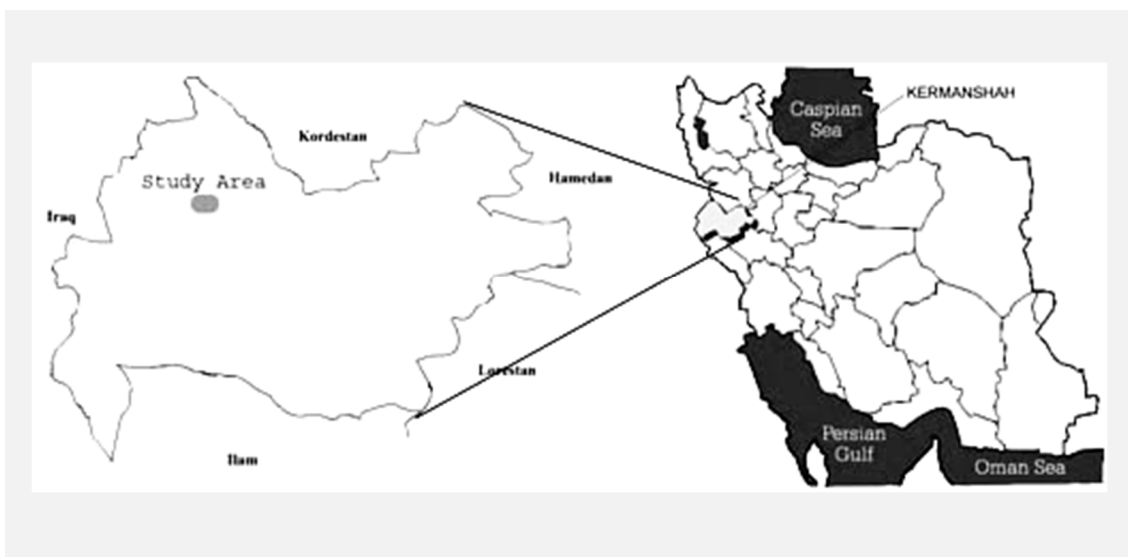 Kordestan
Study Area
Hamedan
Iraq
Lorestan
Ilam
KERMANSHAH
Caspian
Sea
Persian
Gulf
Oman Sea